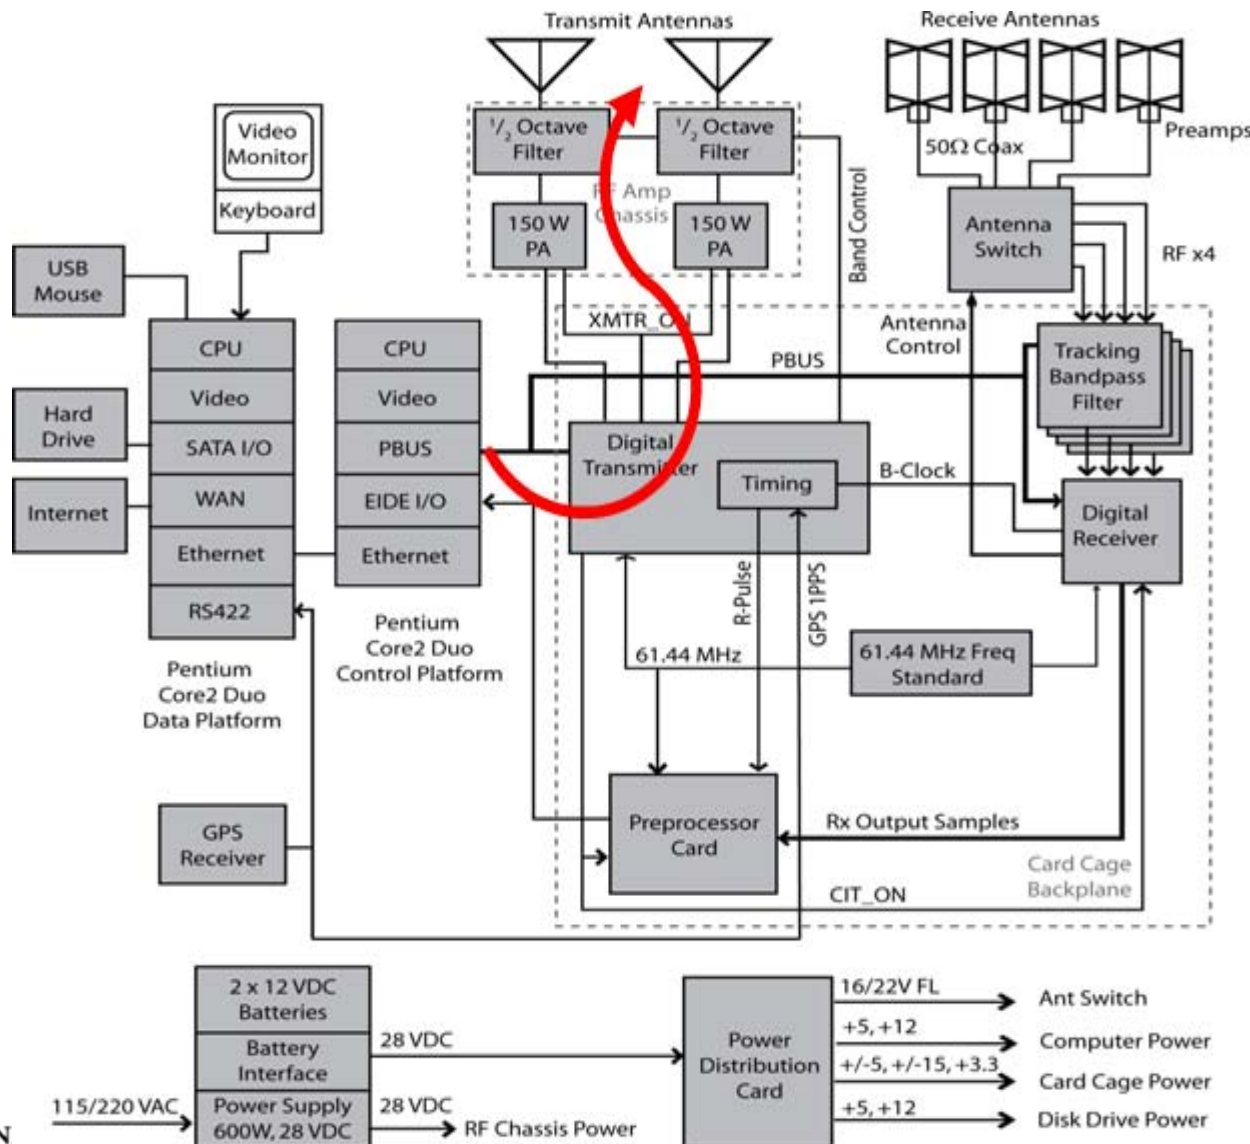 Transmit Antennas
Receive Antennas
1/2 Octave
Filter
1/2 Octave
Filter
Preamps
50Ω Coax
Video
Monitor
Keyboard
RF Amp
Chassis
150 W
PA
150 W
PA
Band Control
Antenna
Switch
RF x4
USB
Mouse
XMTR_ON
Antenna
Control
PBUS
Tracking
Bandpass
Filter
CPU
Video
SATA I/O
WAN
Ethernet
RS422
CPU
Video
PBUS
EIDE I/O
Ethernet
Hard
Drive
Internet
Digital
Transmitter
Timing
B-Clock
Digital
Receiver
R-Pulse
GPS 1PPS
Pentium
Core2 Duo
Control Platform
Pentium
Core2 Duo
Data Platform
61.44 MHz
61.44 MHz Freq
Standard
GPS
Receiver
Preprocessor
Card
Rx Output Samples
Card Cage
Backplane
CIT_ON
2 x 12 VDC
Batteries
Battery
Interface
Power Supply
600W, 28 VDC
115/220 VAC
28 VDC
28 VDC
RF Chassis Power
Power
Distribution
Card
16/22V FL
Ant Switch
+5, +12
Computer Power
+/-5, +/-15, +3.3
Card Cage Power
+5, +12
Disk Drive Power
N